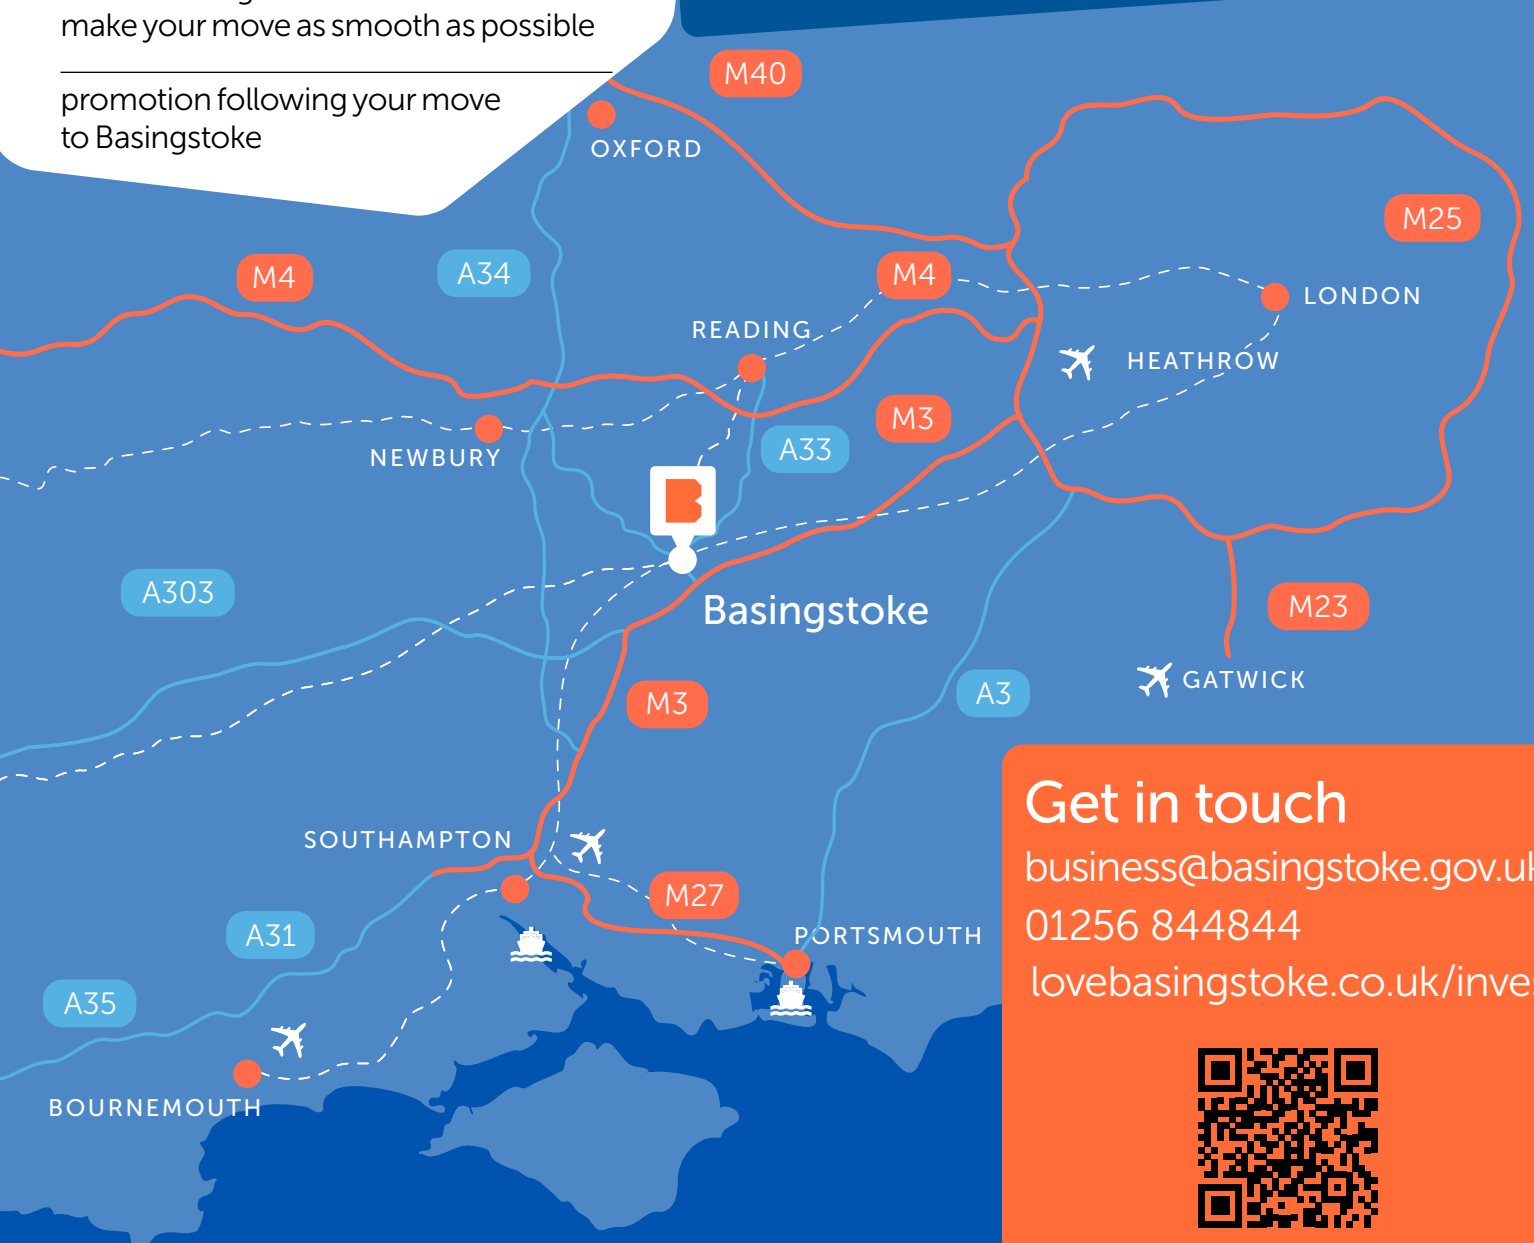 make your move as smooth as possible
promotion following your move
to Basingstoke
M40
OXFORD
M25
M4
A34
M4
LONDON
READING
HEATHROW
M3
A33
NEWBURY
B
A303
Basingstoke
M23
GATWICK
A3
M3
SOUTHAMPTON
M27
A31
PORTSMOUTH
A35
BOURNEMOUTH
Get in touch
business@basingstoke.gov.uk
01256 844844
lovebasingstoke.co.uk/inves